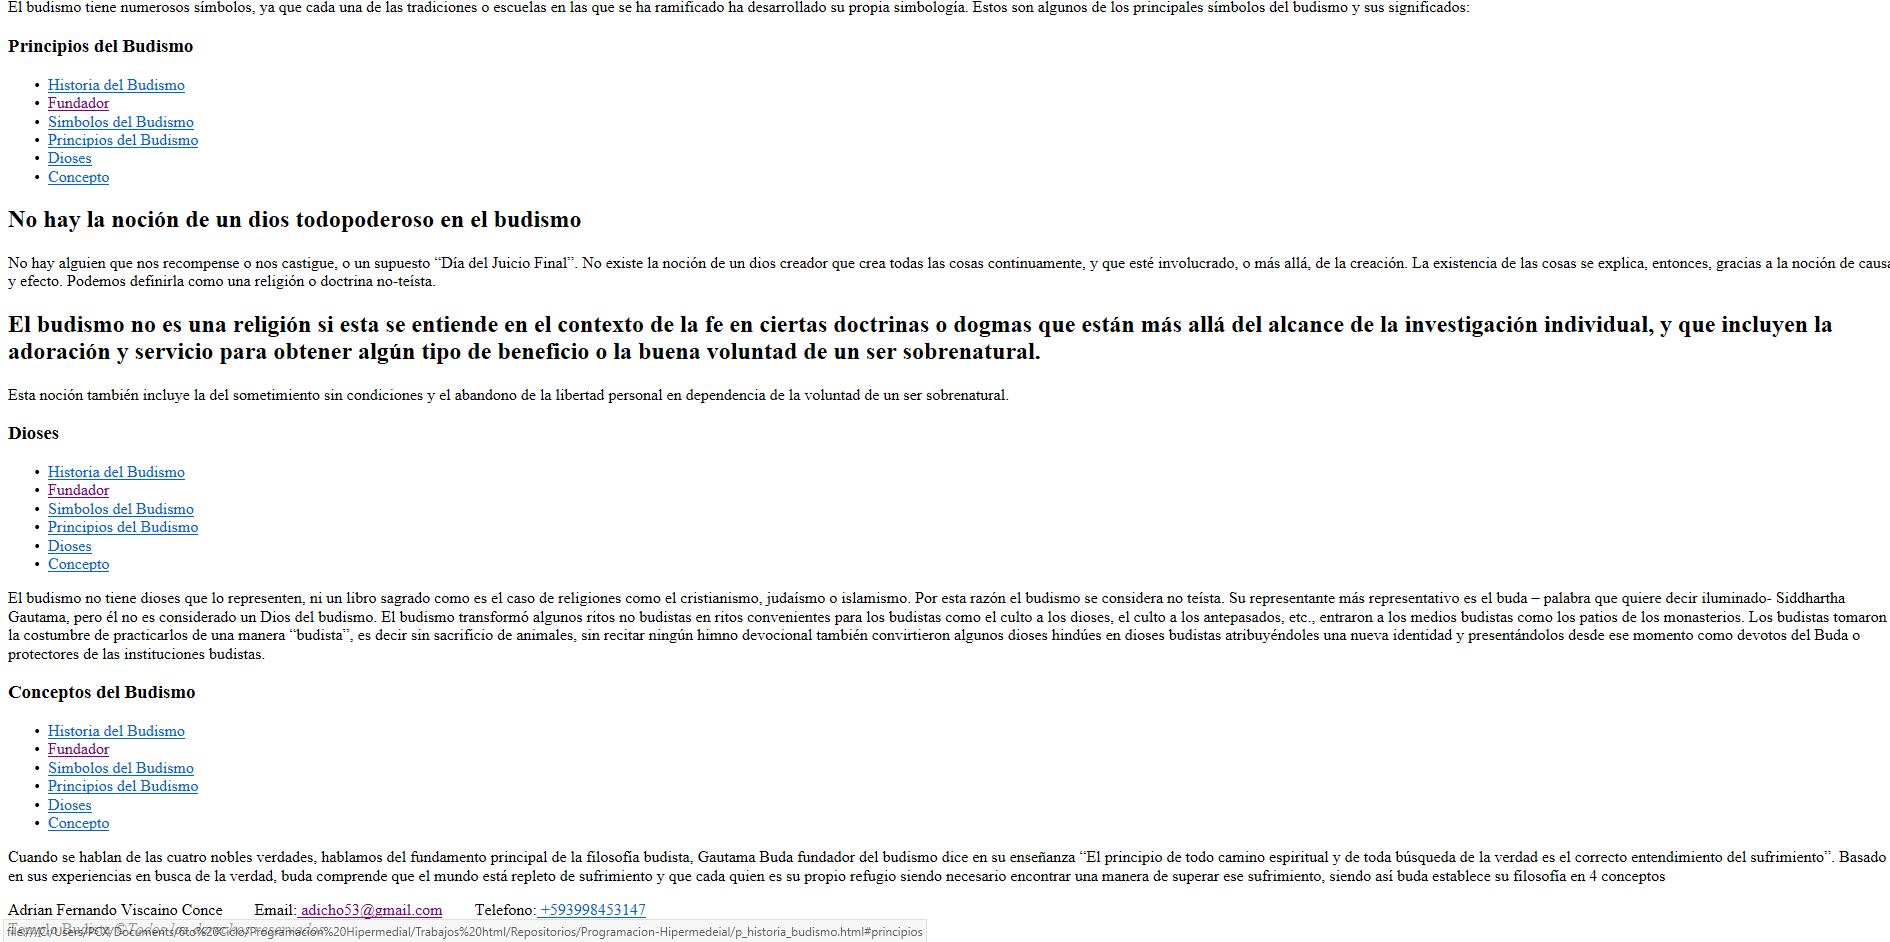 El budismo tiene numerosos símbolos, ya que cada una de las tradiciones o escuelas en las que se ha ramificado ha desarrollado su propia simbología. Estos son algunos de los principales símbolos del budismo y sus significados:
Principios del Budismo
• Historia del Budismo
• Fundador
• Simbolos del Budismo
• Principios del Budismo
• Dioses
• Concepto
No hay la noción de un dios todopoderoso en el budismo
No hay alguien que nos recompense o nos castigue, o un supuesto “Día del Juicio Final”. No existe la noción de un dios creador que crea todas las cosas continuamente, y que esté involucrado, o más allá, de la creación. La existencia de las cosas se explica, entonces, gracias a la noción de causa
y efecto. Podemos definirla como una religión o doctrina no-teísta.
El budismo no es una religión si esta se entiende en el contexto de la fe en ciertas doctrinas o dogmas que están más allá del alcance de la investigación individual, y que incluyen la
adoración y servicio para obtener algún tipo de beneficio o la buena voluntad de un ser sobrenatural.
Esta noción también incluye la del sometimiento sin condiciones y el abandono de la libertad personal en dependencia de la voluntad de un ser sobrenatural.
Dioses
• Historia del Budismo
• Fundador
• Simbolos del Budismo
• Principios del Budismo
• Dioses
• Concepto
El budismo no tiene dioses que lo representen, ni un libro sagrado como es el caso de religiones como el cristianismo, judaísmo o islamismo. Por esta razón el budismo se considera no teísta. Su representante más representativo es el buda – palabra que quiere decir iluminado- Siddhartha
Gautama, pero él no es considerado un Dios del budismo. El budismo transformó algunos ritos no budistas en ritos convenientes para los budistas como el culto a los dioses, el culto a los antepasados, etc., entraron a los medios budistas como los patios de los monasterios. Los budistas tomaron
la costumbre de practicarlos de una manera “budista”, es decir sin sacrificio de animales, sin recitar ningún himno devocional también convirtieron algunos dioses hindúes en dioses budistas atribuyéndoles una nueva identidad y presentándolos desde ese momento como devotos del Buda o
protectores de las instituciones budistas.
Conceptos del Budismo
• Historia del Budismo
• Fundador
• Simbolos del Budismo
• Principios del Budismo
• Dioses
• Concepto
Cuando se hablan de las cuatro nobles verdades, hablamos del fundamento principal de la filosofía budista, Gautama Buda fundador del budismo dice en su enseñanza “El principio de todo camino espiritual y de toda búsqueda de la verdad es el correcto entendimiento del sufrimiento”. Basado
en sus experiencias en busca de la verdad, buda comprende que el mundo está repleto de sufrimiento y que cada quien es su propio refugio siendo necesario encontrar una manera de superar ese sufrimiento, siendo así buda establece su filosofía en 4 conceptos
Adrian Fernando Viscaino Conce Email: adicho53@gmail.com Telefono: +593998453147
Templo Budista ©Todos los derechos reservados
file:///C:/Users/PCX/Documents/6to%20Ciclo/Programacion%20Hipermedial/Trabajos%20html/Repositorios/Programacion-Hipermedeial/p_historia_budismo.html#principios